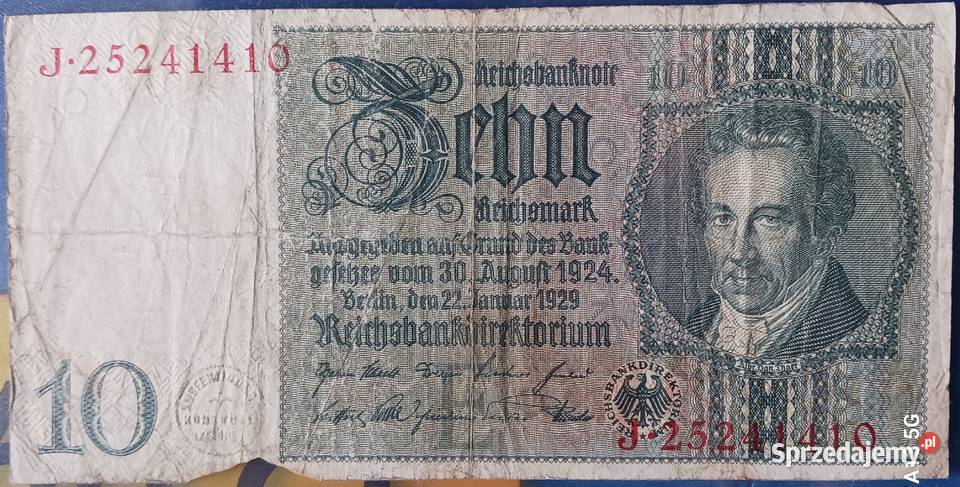 J·25241410
Reichsbanknote
10 10
Zehn
Reichsmark
Ausgegeben auf Grund des Bank-
gesetzes vom 30. August 1924.
Berlin, den 22. Januar 1929
Reichsbankdirektorium
10
REICHSBANKDIREKTORIUM
J·25241410
5G
Sprzedajemy.pl